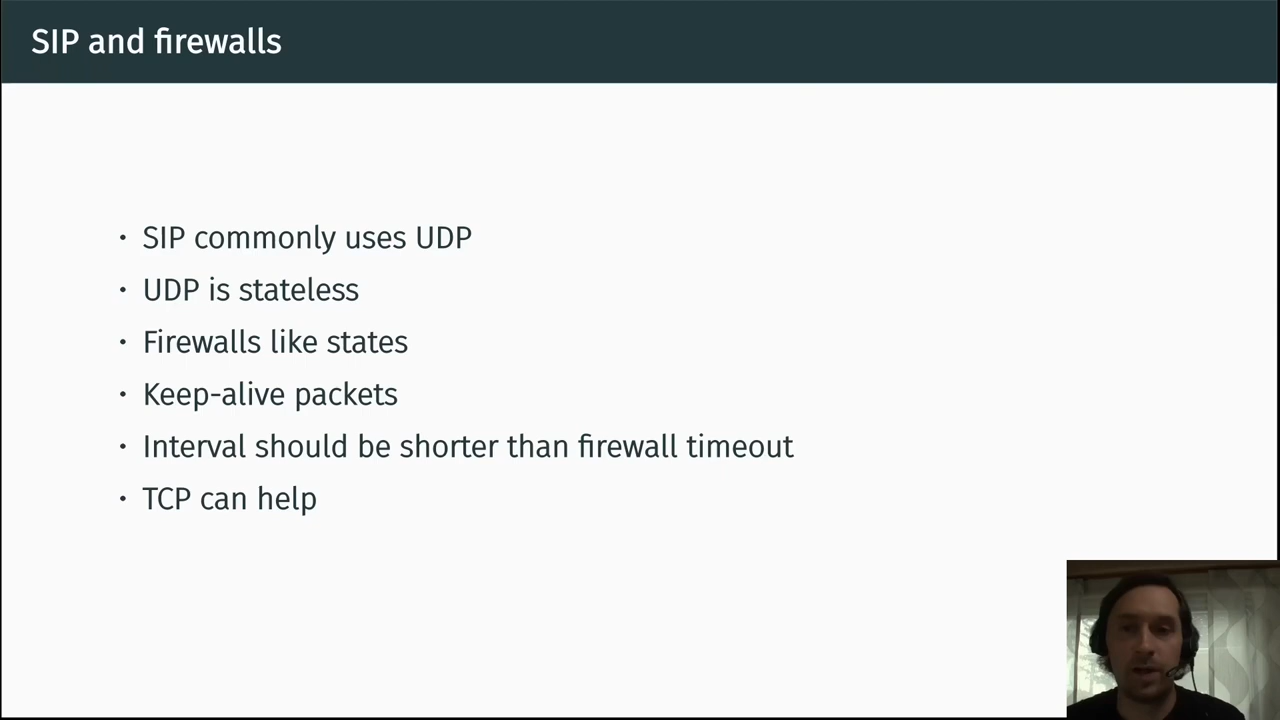 SIP and firewalls
• SIP commonly uses UDP
• UDP is stateless
• Firewalls like states
• Keep-alive packets
• Interval should be shorter than firewall timeout
• TCP can help